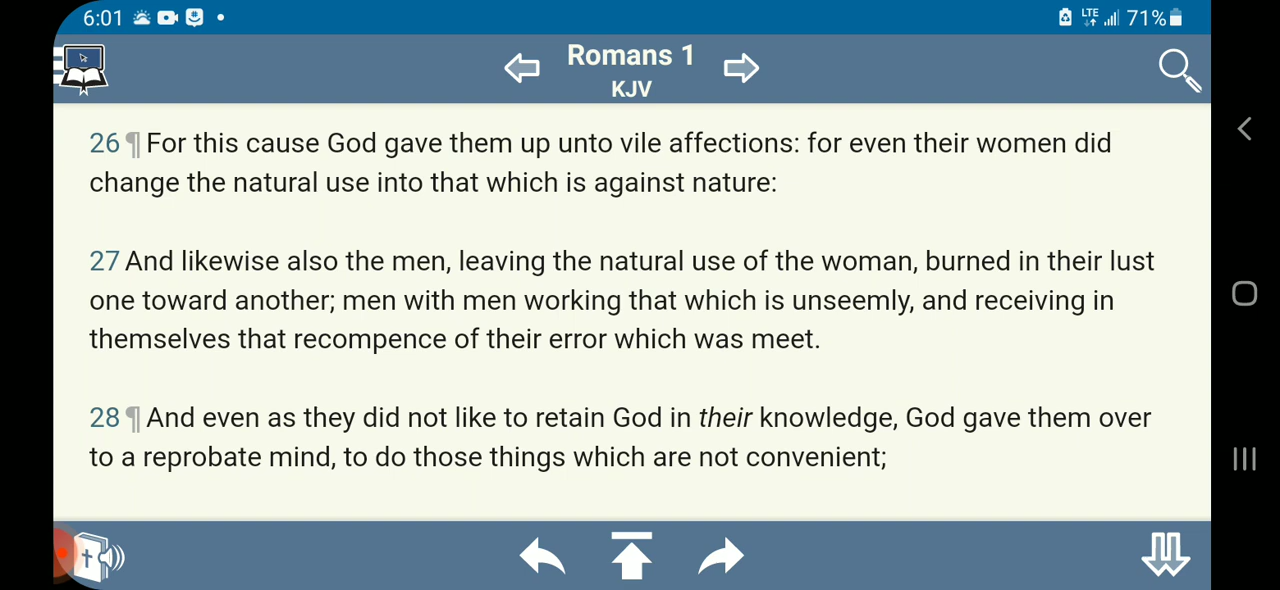 6:01
LTE
71%
Romans 1
KJV
26 ¶ For this cause God gave them up unto vile affections: for even their women did
change the natural use into that which is against nature:
27 And likewise also the men, leaving the natural use of the woman, burned in their lust
one toward another; men with men working that which is unseemly, and receiving in
themselves that recompence of their error which was meet.
28 ¶ And even as they did not like to retain God in their knowledge, God gave them over
to a reprobate mind, to do those things which are not convenient;